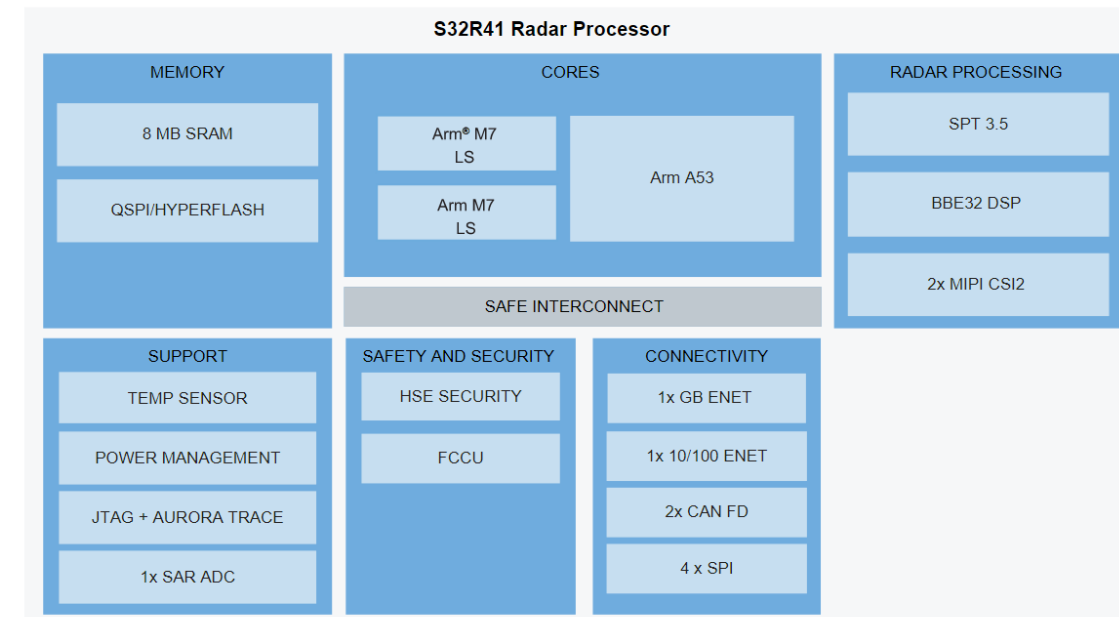 S32R41 Radar Processor
MEMORY
8 MB SRAM
QSPI/HYPERFLASH
CORES
Arm® M7
LS
Arm M7
LS
Arm A53
RADAR PROCESSING
SPT 3.5
BBE32 DSP
2x MIPI CSI2
SAFE INTERCONNECT
SUPPORT
TEMP SENSOR
POWER MANAGEMENT
JTAG + AURORA TRACE
1x SAR ADC
SAFETY AND SECURITY
HSE SECURITY
FCCU
CONNECTIVITY
1x GB ENET
1x 10/100 ENET
2x CAN FD
4 x SPI